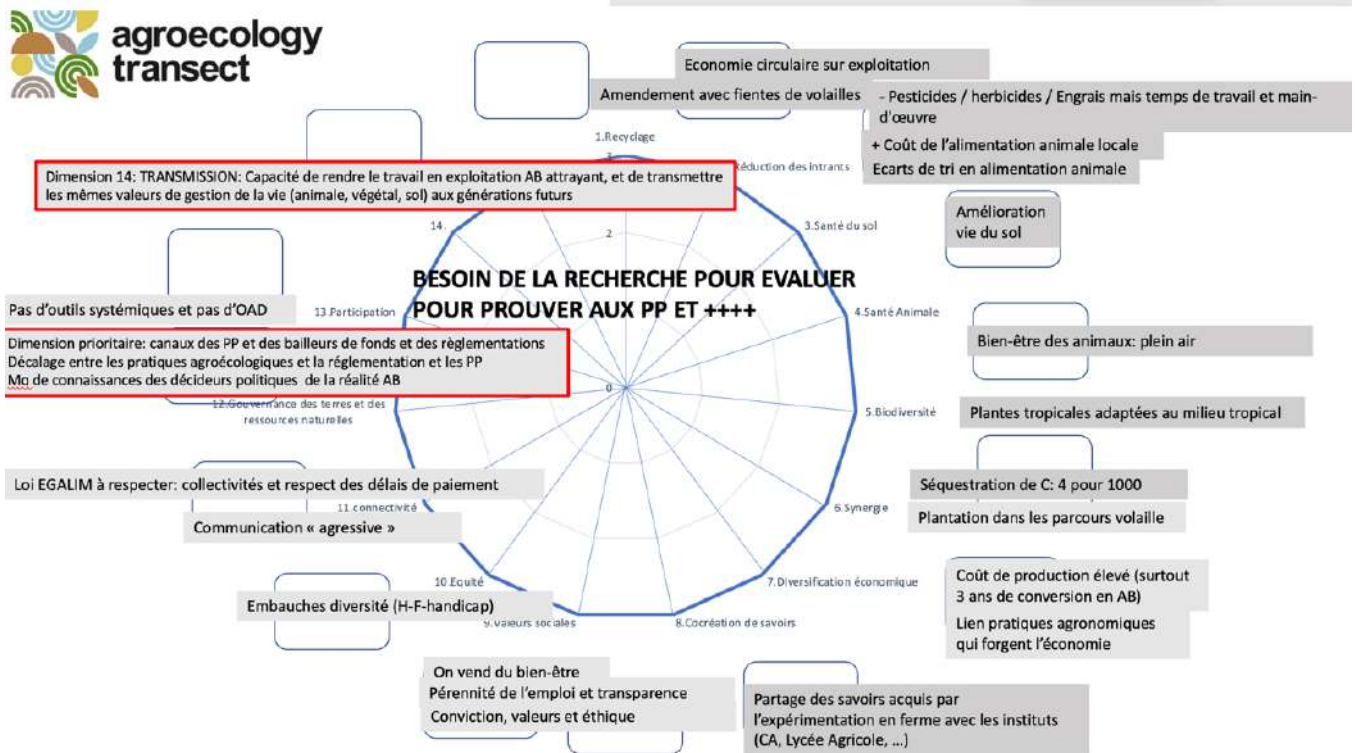 agroecology
transect
Economie circulaire sur exploitation
Amendement avec fientes de volailles
- Pesticides / herbicides / Engrais mais temps de travail et main-
d'œuvre
+ Coût de l'alimentation animale locale
Ecarts de tri en alimentation animale
1.Recyclage
3
Réduction des intrants
Dimension 14: TRANSMISSION: Capacité de rendre le travail en exploitation AB attrayant, et de transmettre
les mêmes valeurs de gestion de la vie (animale, végétal, sol) aux générations futurs
Amélioration
vie du sol
14.
2
3.Santé du sol
BESOIN DE LA RECHERCHE POUR EVALUER
POUR PROUVER AUX PP ET ++++
Pas d'outils systémiques et pas d'OAD
13.Participation
4.Santé Animale
Dimension prioritaire: canaux des PP et des bailleurs de fonds et des règlementations
Décalage entre les pratiques agroécologiques et la réglementation et les PP
Mq de connaissances des décideurs politiques de la réalité AB
Bien-être des animaux: plein air
0
12.Gouvernance des terres et des
ressources naturelles
5.Biodiversité
Plantes tropicales adaptées au milieu tropical
Loi EGALIM à respecter: collectivités et respect des délais de paiement
11.connectivité
Communication « agressive »
Séquestration de C: 4 pour 1000
6.Synergie
Plantation dans les parcours volaille
10.Equité
7.Diversification économique
Coût de production élevé (surtout
3 ans de conversion en AB)
Lien pratiques agronomiques
qui forgent l'économie
Embauches diversité (H-F-handicap)
9.Valeurs sociales
8.Cocréation de savoirs
On vend du bien-être
Pérennité de l'emploi et transparence
Conviction, valeurs et éthique
Partage des savoirs acquis par
l'expérimentation en ferme avec les instituts
(CA, Lycée Agricole, ...)